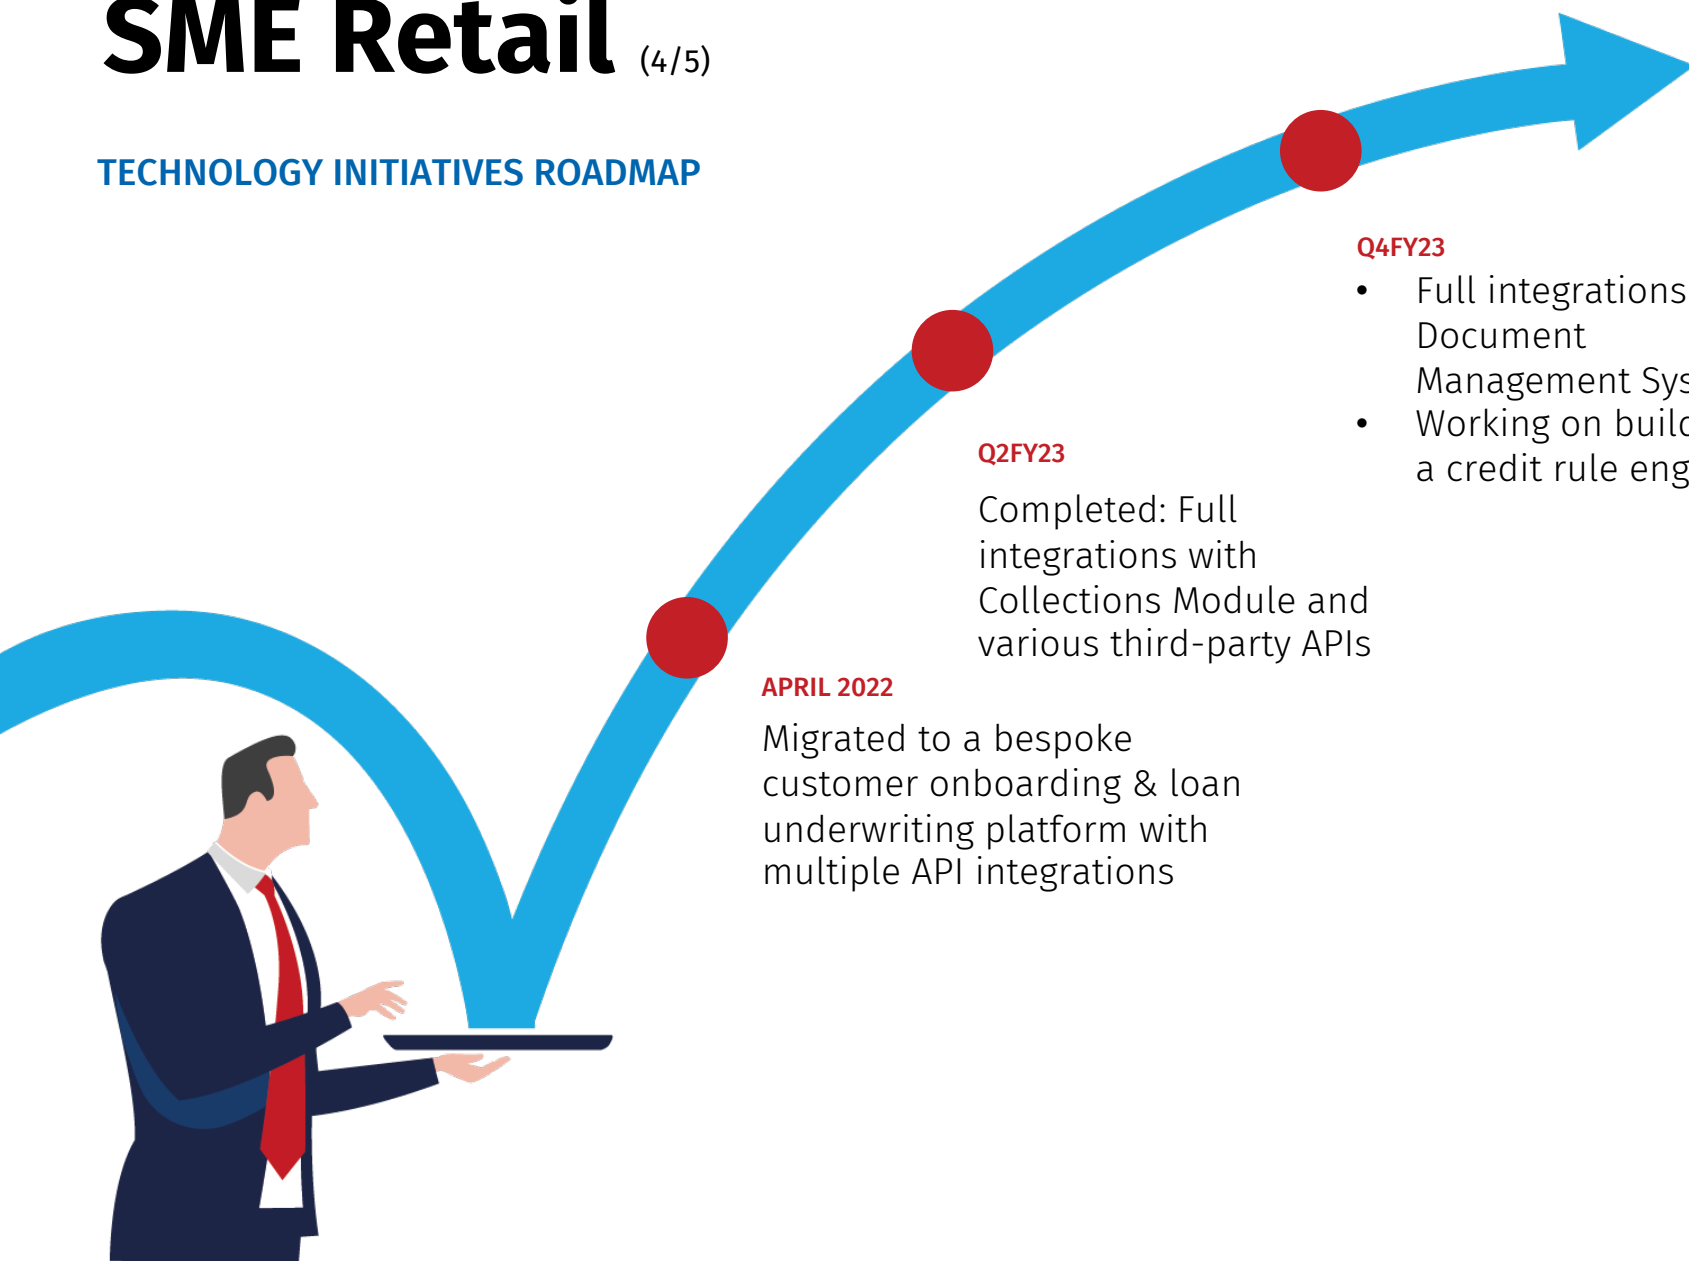 SME Retail (4/5)
TECHNOLOGY INITIATIVES ROADMAP
Q4FY23
• Full integrations
Document
Management
• Working on
a credit rule
Q2FY23
Completed: Full
integrations with
Collections Module and
various third-party APIs
APRIL 2022
Migrated to a bespoke
customer onboarding & loan
underwriting platform with
multiple API integrations